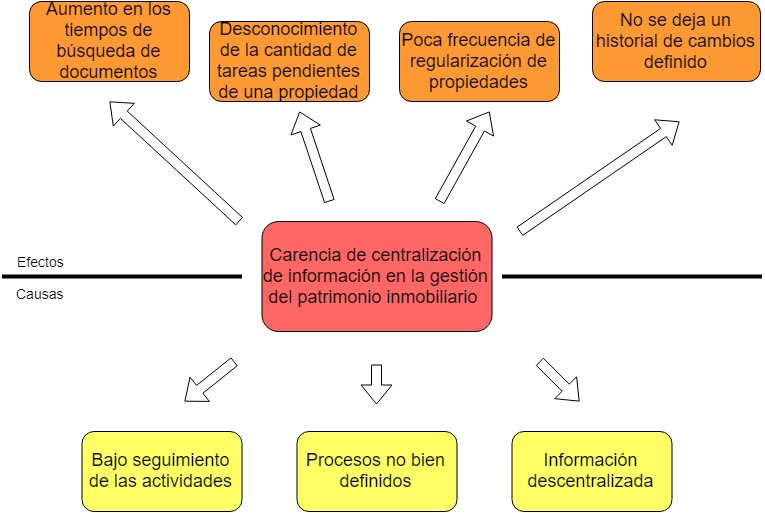 Aumento en los
tiempos de
búsqueda de
documentos
Desconocimiento
de la cantidad de
tareas pendientes
de una propiedad
Poca frecuencia de
regularización de
propiedades
No se deja un
historial de cambios
definido
Carencia de centralización
de información en la gestión
del patrimonio inmobiliario
Efectos
Causas
Bajo seguimiento
de las actividades
Procesos no bien
definidos
Información
descentralizada